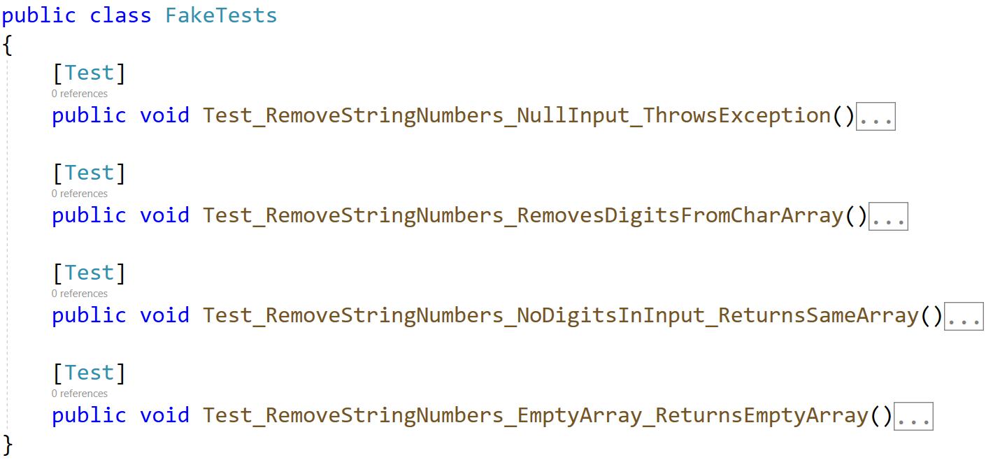 public class FakeTests
{
[Test]
0 references
public void Test_RemoveStringNumbers_NullInput_ThrowsException()...
[Test]
0 references
public void Test_RemoveStringNumbers_RemovesDigitsFromCharArray()...
[Test]
0 references
public void Test_RemoveStringNumbers_NoDigitsInInput_ReturnsSameArray()...
[Test]
0 references
public void Test_RemoveStringNumbers_EmptyArray_ReturnsEmptyArray()...
}